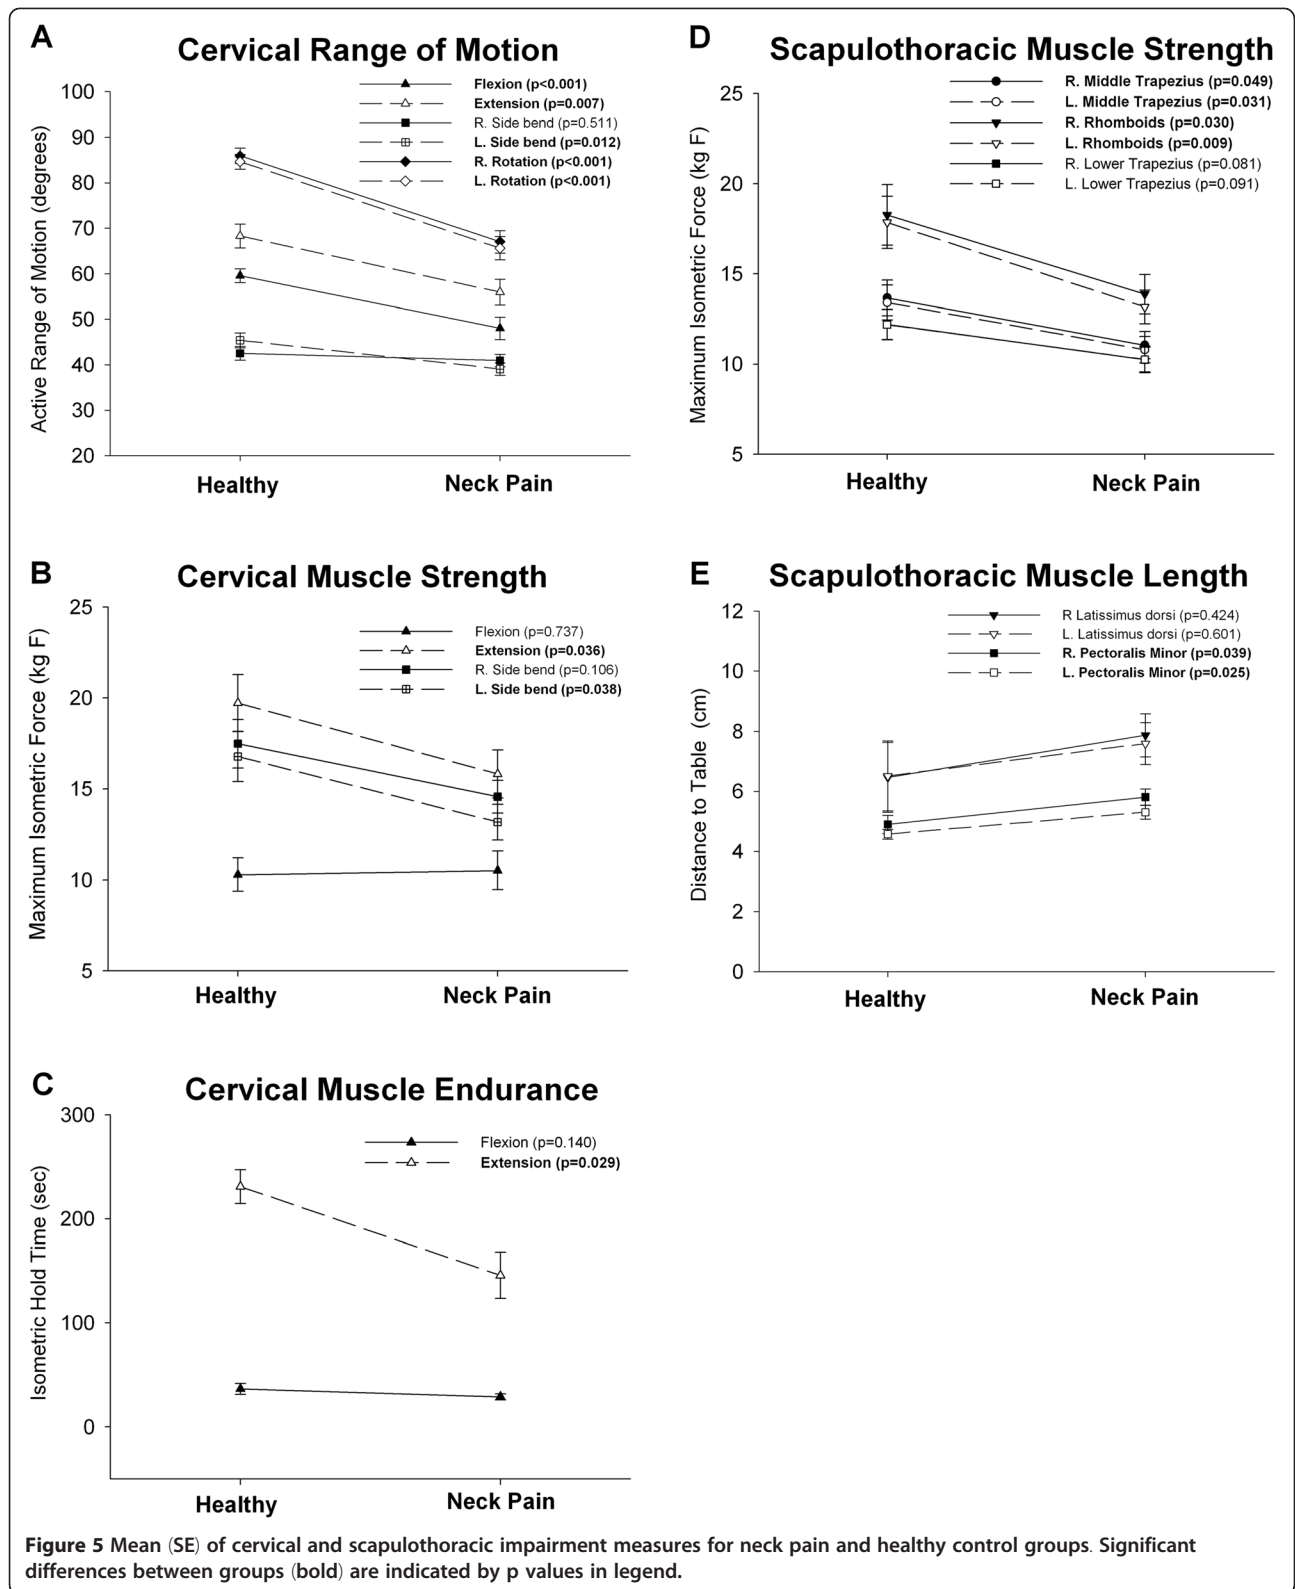 A
Cervical Range of Motion
Flexion (p<0.001)
Extension (p=0.007)
R. Side bend (p=0.511)
L. Side bend (p=0.012)
R. Rotation (p<0.001)
L. Rotation (p<0.001)
Active Range of Motion (degrees)
100
90
80
70
60
50
40
30
20
Healthy
Neck Pain
B
Cervical Muscle Strength
Flexion (p=0.737)
Extension (p=0.036)
R. Side bend (p=0.106)
L. Side bend (p=0.038)
Maximum Isometric Force (kg F)
25
20
15
10
5
Healthy
Neck Pain
C
Cervical Muscle Endurance
Flexion (p=0.140)
Extension (p=0.029)
Isometric Hold Time (sec)
300
200
100
0
Healthy
Neck Pain
D
Scapulothoracic Muscle Strength
R. Middle Trapezius (p=0.049)
L. Middle Trapezius (p=0.031)
R. Rhomboids (p=0.030)
L. Rhomboids (p=0.009)
R. Lower Trapezius (p=0.081)
L. Lower Trapezius (p=0.091)
Maximum Isometric Force (kg F)
25
20
15
10
5
Healthy
Neck Pain
E
Scapulothoracic Muscle Length
R Latissimus dorsi (p=0.424)
L. Latissimus dorsi (p=0.601)
R. Pectoralis Minor (p=0.039)
L. Pectoralis Minor (p=0.025)
Distance to Table (cm)
12
10
8
6
4
2
0
Healthy
Neck Pain
Figure 5 Mean (SE) of cervical and scapulothoracic impairment measures for neck pain and healthy control groups. Significant
differences between groups (bold) are indicated by p values in legend.